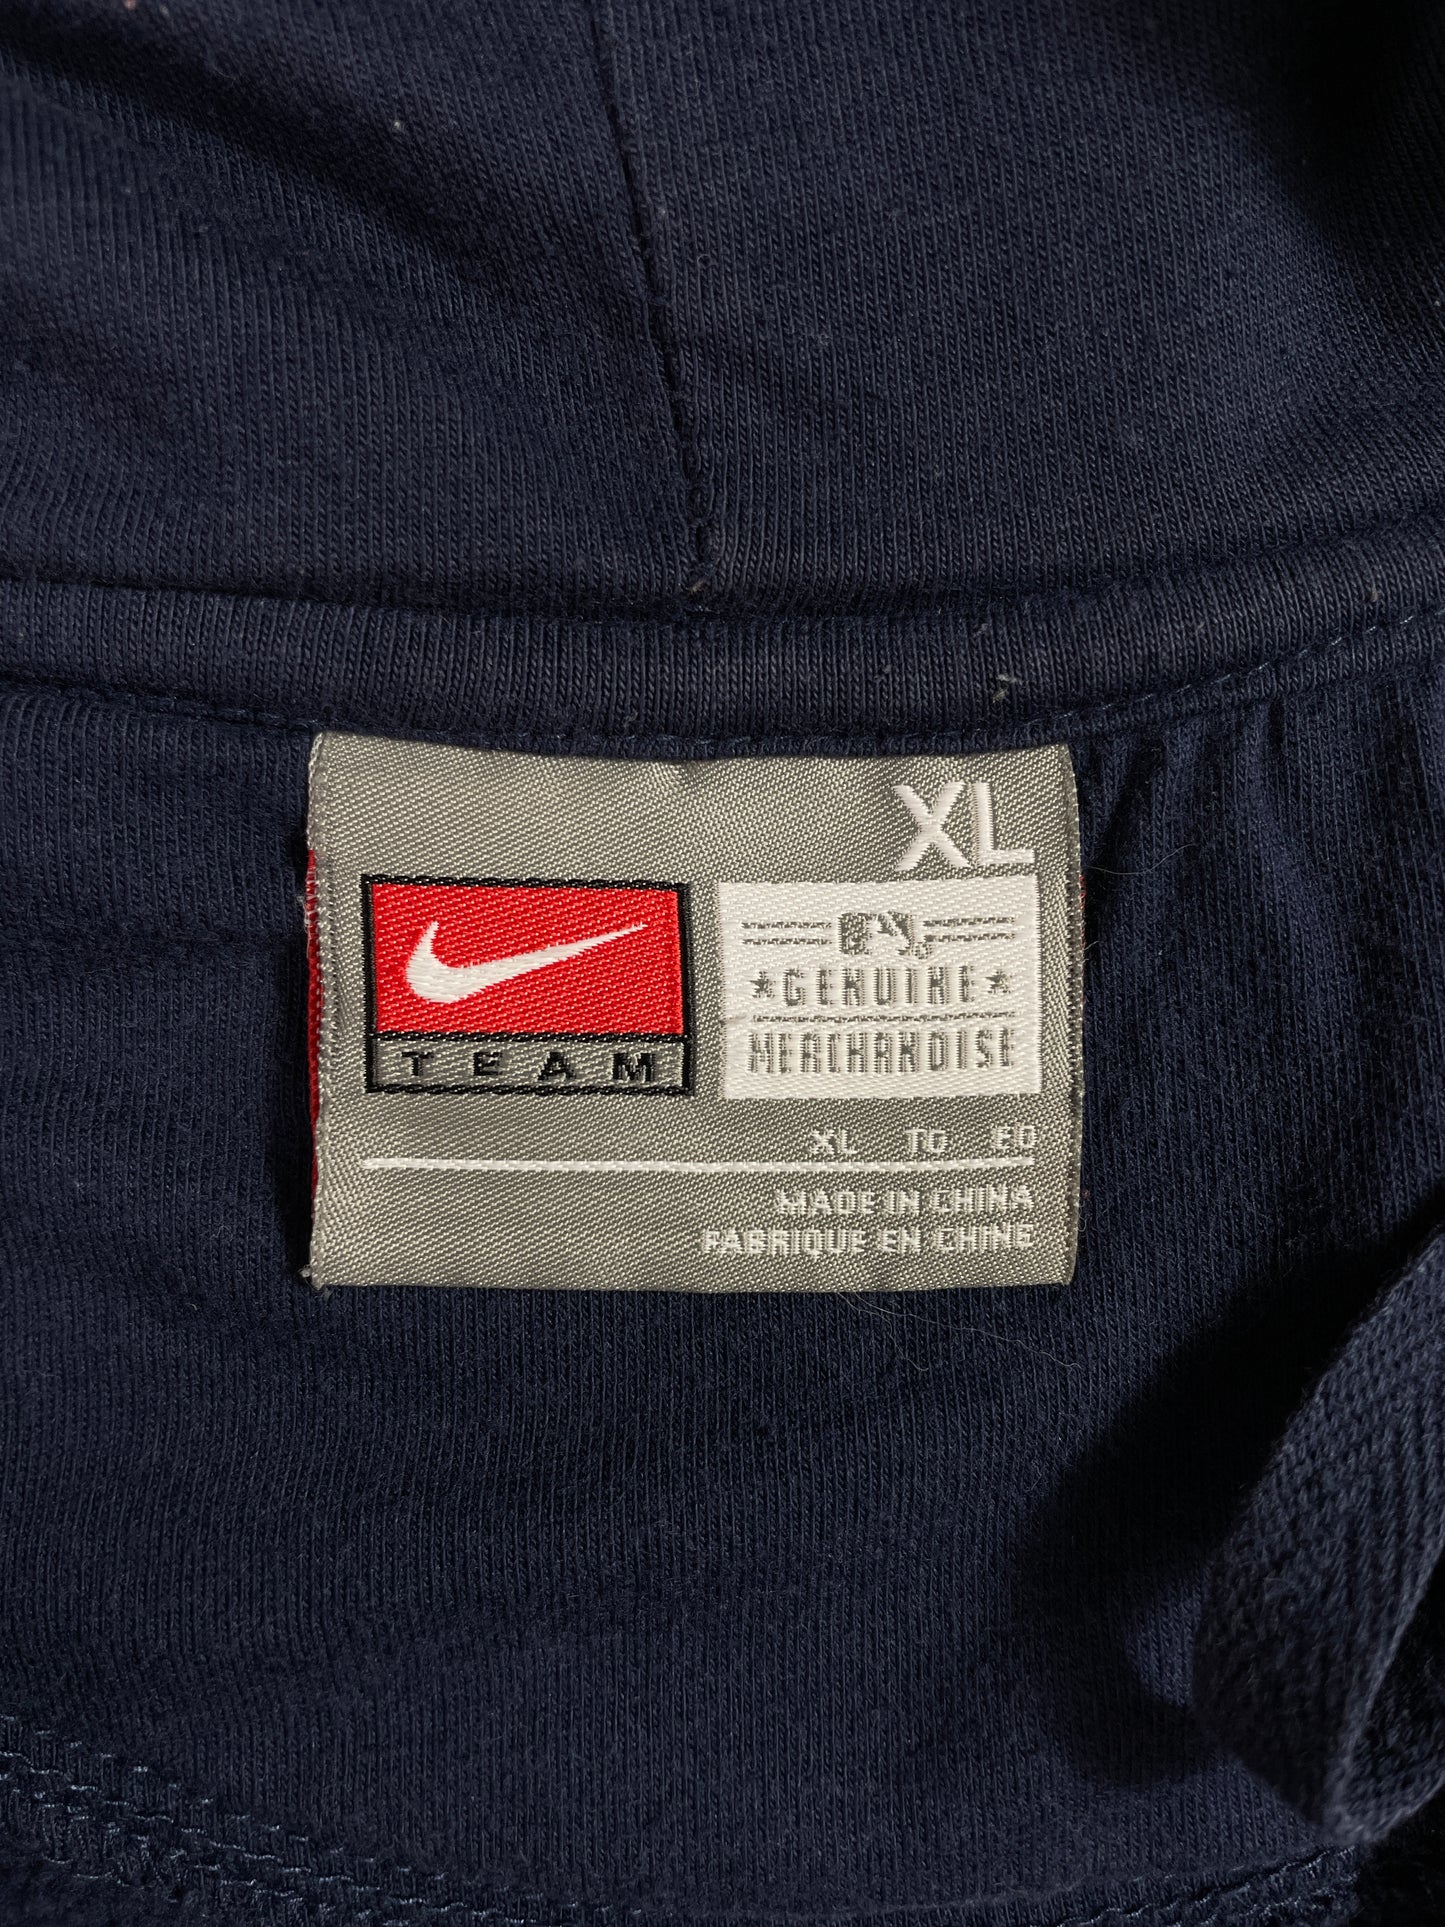 XL
TEAM
GENUINE
MERCHANDISE
XL TG EG
MADE IN CHINA
FABRIQUE EN CHINE